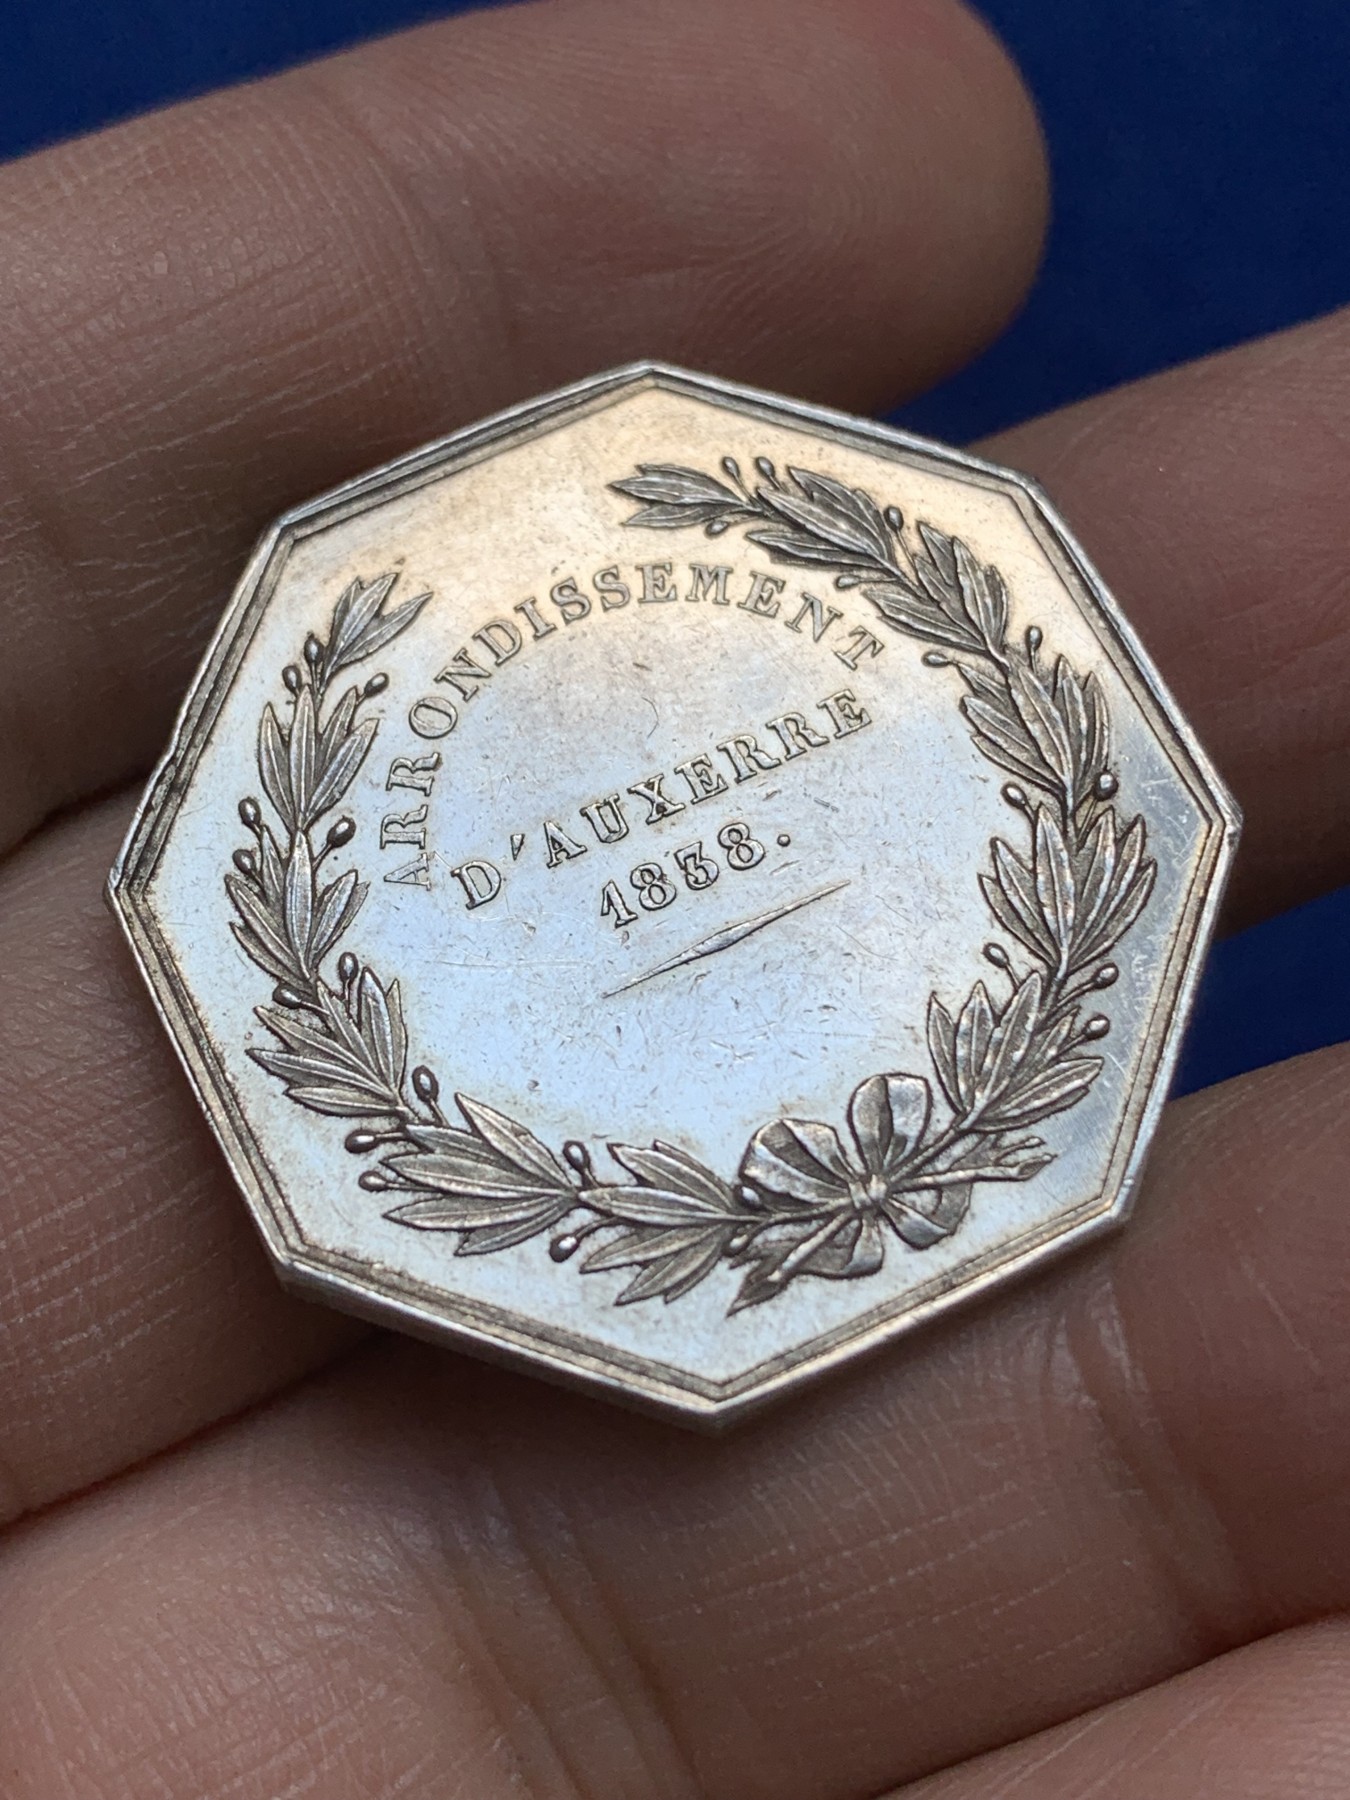 ARRONDISSEMENT
D'AUXERRE
1838.